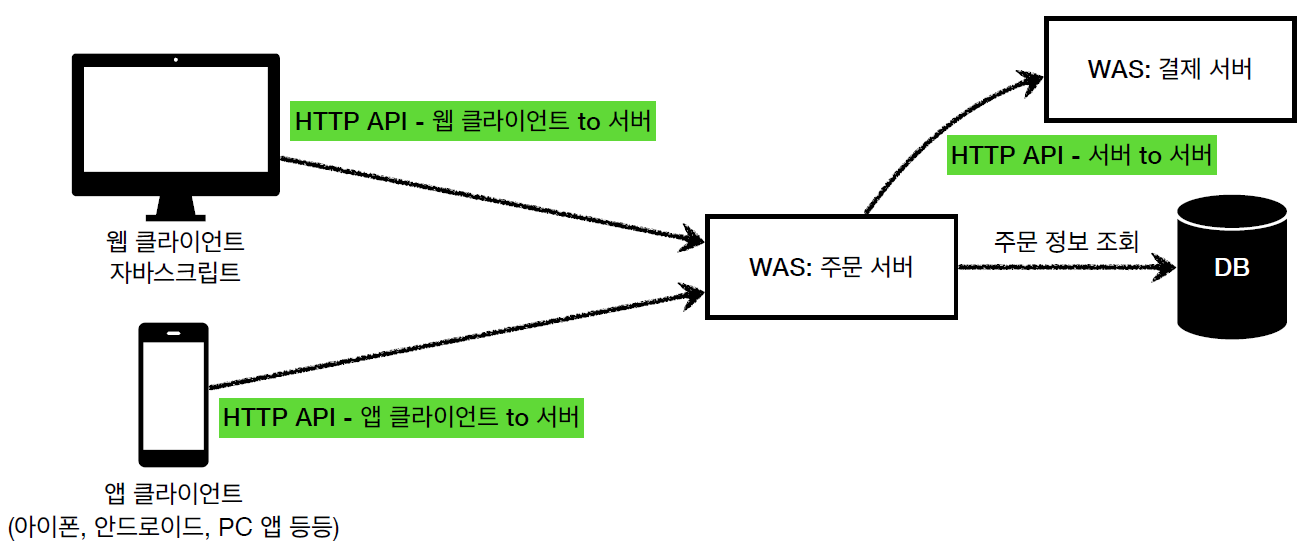 WAS: 결제 서버
HTTP API - 웹 클라이언트 to 서버
HTTP API - 서버 to 서버
웹 클라이언트
자바스크립트
WAS: 주문 서버
주문 정보 조회
DB
HTTP API - 앱 클라이언트 to 서버
앱 클라이언트
(아이폰, 안드로이드, PC 앱 등등)